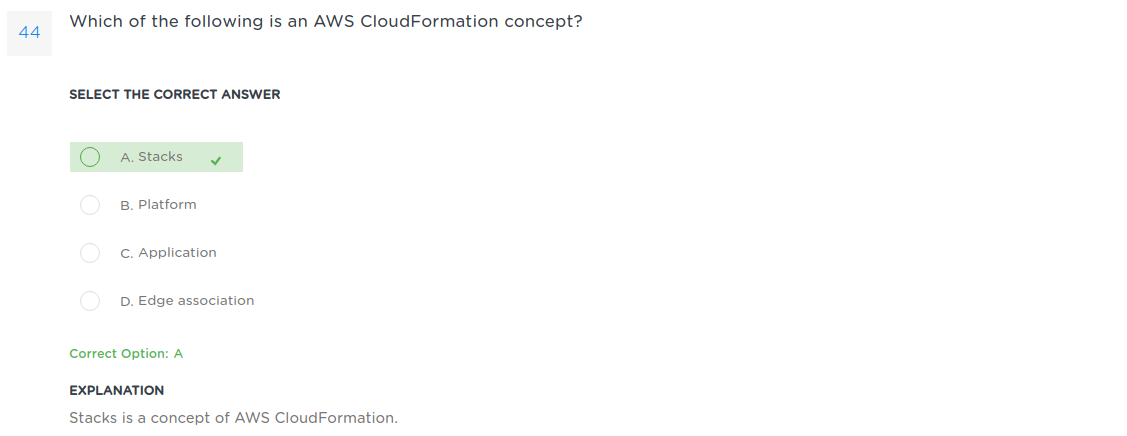 44
Which of the following is an AWS CloudFormation concept?
SELECT THE CORRECT ANSWER
A. Stacks
B. Platform
C. Application
D. Edge association
Correct Option: A
EXPLANATION
Stacks is a concept of AWS CloudFormation.